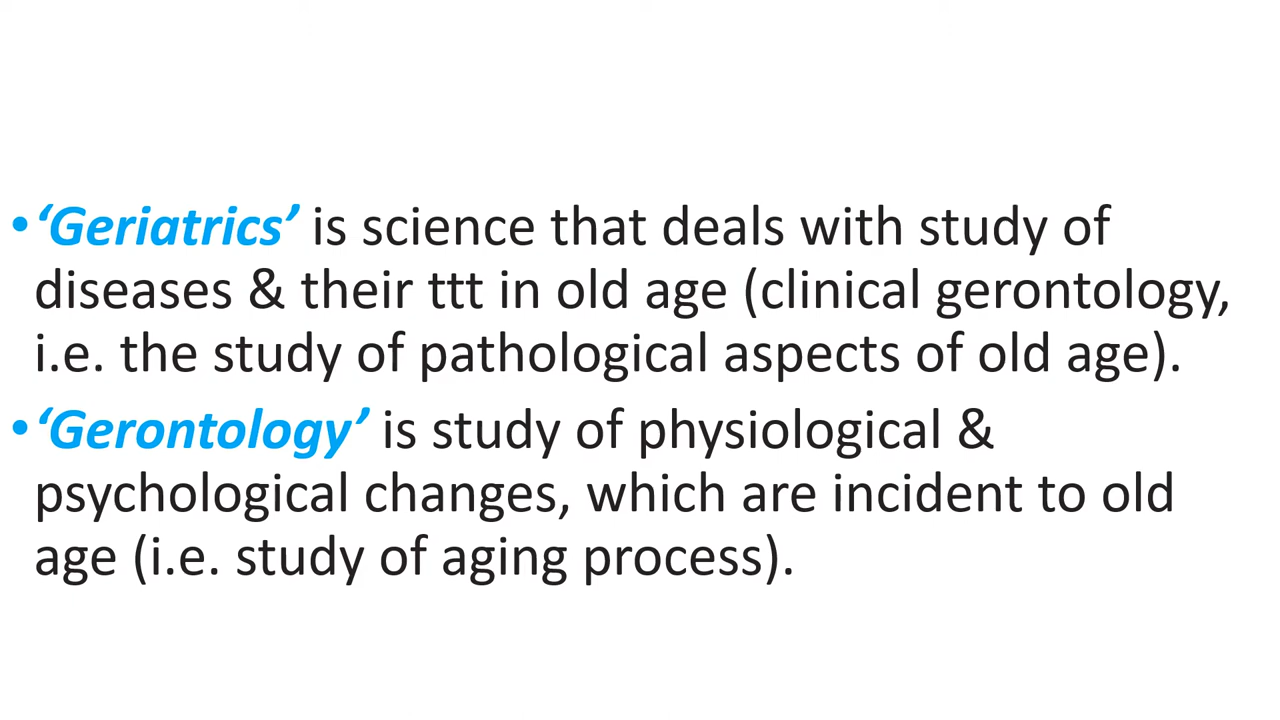 •‘Geriatrics’ is science that deals with study of
diseases & their ttt in old age (clinical gerontology,
i.e. the study of pathological aspects of old age).
•‘Gerontology’ is study of physiological &
psychological changes, which are incident to old
age (i.e. study of aging process).